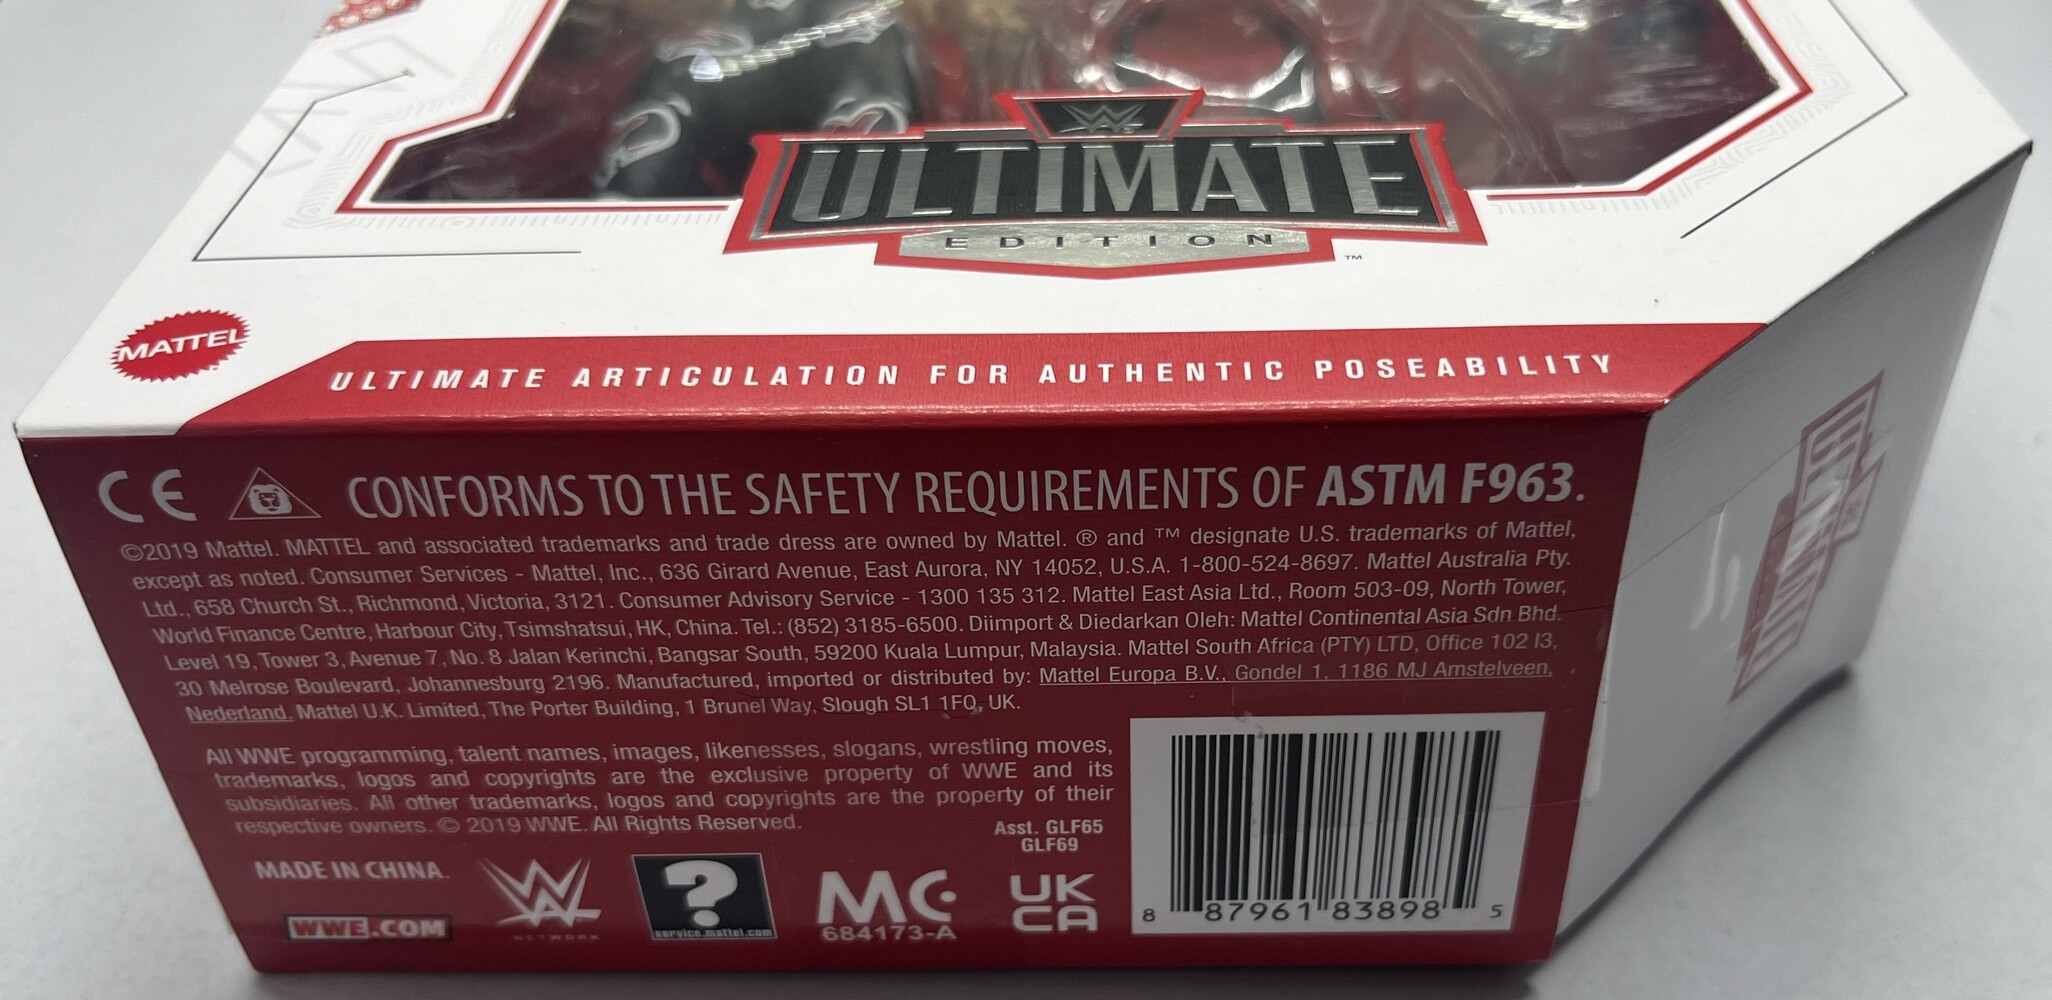 ULTIMATE
EDITION
™
MATTEL
ULTIMATE ARTICULATION FOR AUTHENTIC POSEABILITY
CE CONFORMS TO THE SAFETY REQUIREMENTS OF ASTM F963.
©2019 Mattel. MATTEL and associated trademarks and trade dress are owned by Mattel. ® and ™ designate U.S. trademarks of Mattel,
except as noted. Consumer Services - Mattel, Inc., 636 Girard Avenue, East Aurora, NY 14052, U.S.A. 1-800-524-8697. Mattel Australia Pty.
Ltd., 658 Church St., Richmond, Victoria, 3121. Consumer Advisory Service - 1300 135 312. Mattel East Asia Ltd., Room 503-09, North Tower,
World Finance Centre, Harbour City, Tsimshatsui, HK, China. Tel.: (852) 3185-6500. Diimport & Diedarkan Oleh: Mattel Continental Asia Sdn Bhd.
Level 19, Tower 3, Avenue 7, No. 8 Jalan Kerinchi, Bangsar South, 59200 Kuala Lumpur, Malaysia. Mattel South Africa (PTY) LTD, Office 102 I3,
30 Melrose Boulevard, Johannesburg 2196. Manufactured, imported or distributed by: Mattel Europa B.V., Gondel 1, 1186 MJ Amstelveen,
Nederland. Mattel U.K. Limited, The Porter Building, 1 Brunel Way, Slough SL1 1FQ, UK.
All WWE programming, talent names, images, likenesses, slogans, wrestling moves,
trademarks, logos and copyrights are the exclusive property of WWE and its
subsidiaries. All other trademarks, logos and copyrights are the property of their
respective owners. © 2019 WWE. All Rights Reserved.
Asst. GLF65
GLF69
MADE IN CHINA.
WWE.COM
W
NETWORK
?
service.mattel.com
MC
684173-A
UK
CA
8 87961 83898 5
ULTIMATE